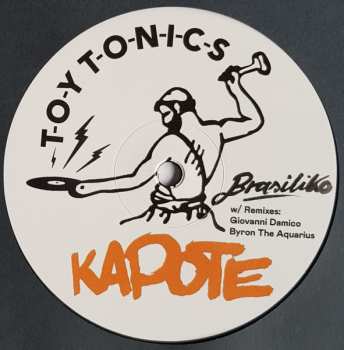 T-O-Y T-O-N-I-C-S
Brasiliko
w/ Remixes:
Giovanni Damico
Byron The Aquarius
KAPOTE